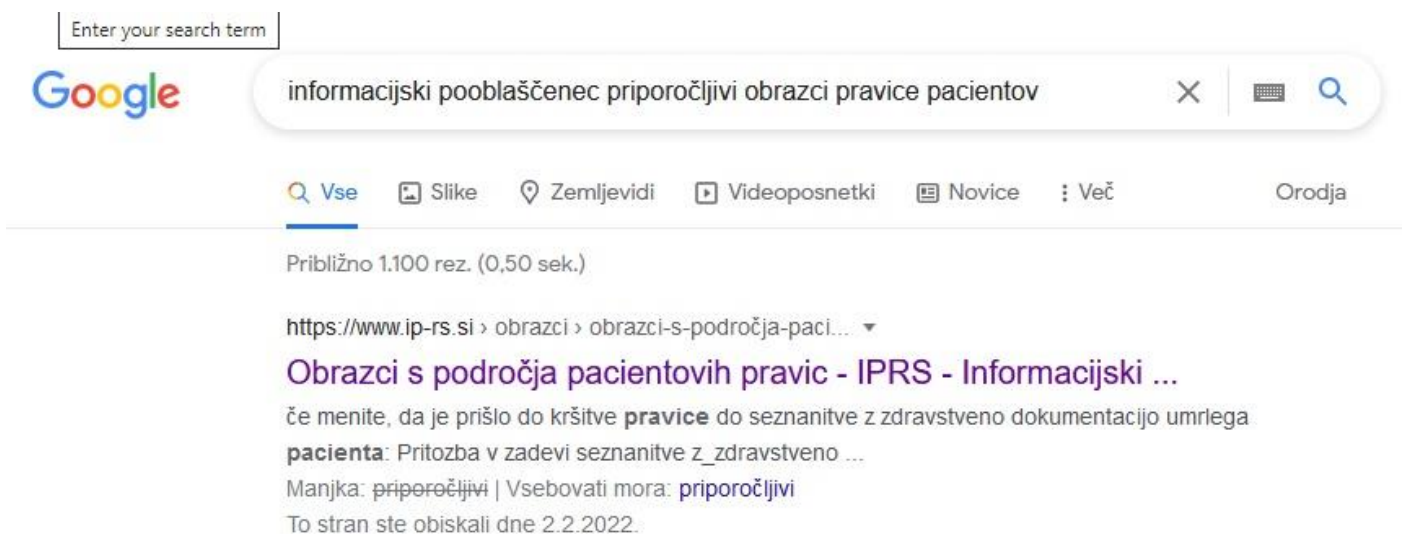 Enter your search term
Google
informacijski pooblaščenec priporočljivi obrazci pravice pacientov
Vse Slike Zemljevidi Videoposnetki Novice Več Orodja
Približno 1.100 rez. (0,50 sek.)
https://www.ip-rs.si › obrazci › obrazci-s-področja-paci...
Obrazci s področja pacientovih pravic - IPRS - Informacijski ...
če menite, da je prišlo do kršitve pravice do seznanitve z zdravstveno dokumentacijo umrlega
pacienta: Pritozba v zadevi seznanitve z_zdravstveno ...
Manjka: priporočljivi | Vsebovati mora: priporočljivi
To stran ste obiskali dne 2.2.2022.